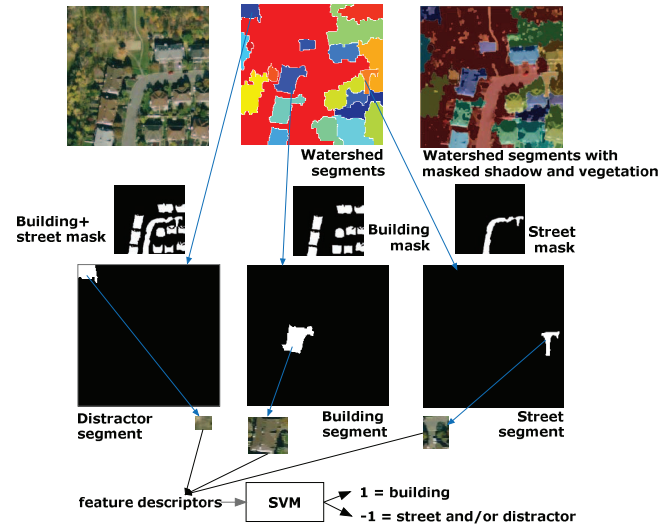 Watershed
segments
Watershed segments with
masked shadow and vegetation
Building+
street mask
Building
mask
Street
mask
Distractor
segment
Building
segment
Street
segment
feature descriptors
SVM
1 = building
-1 = street and/or distractor